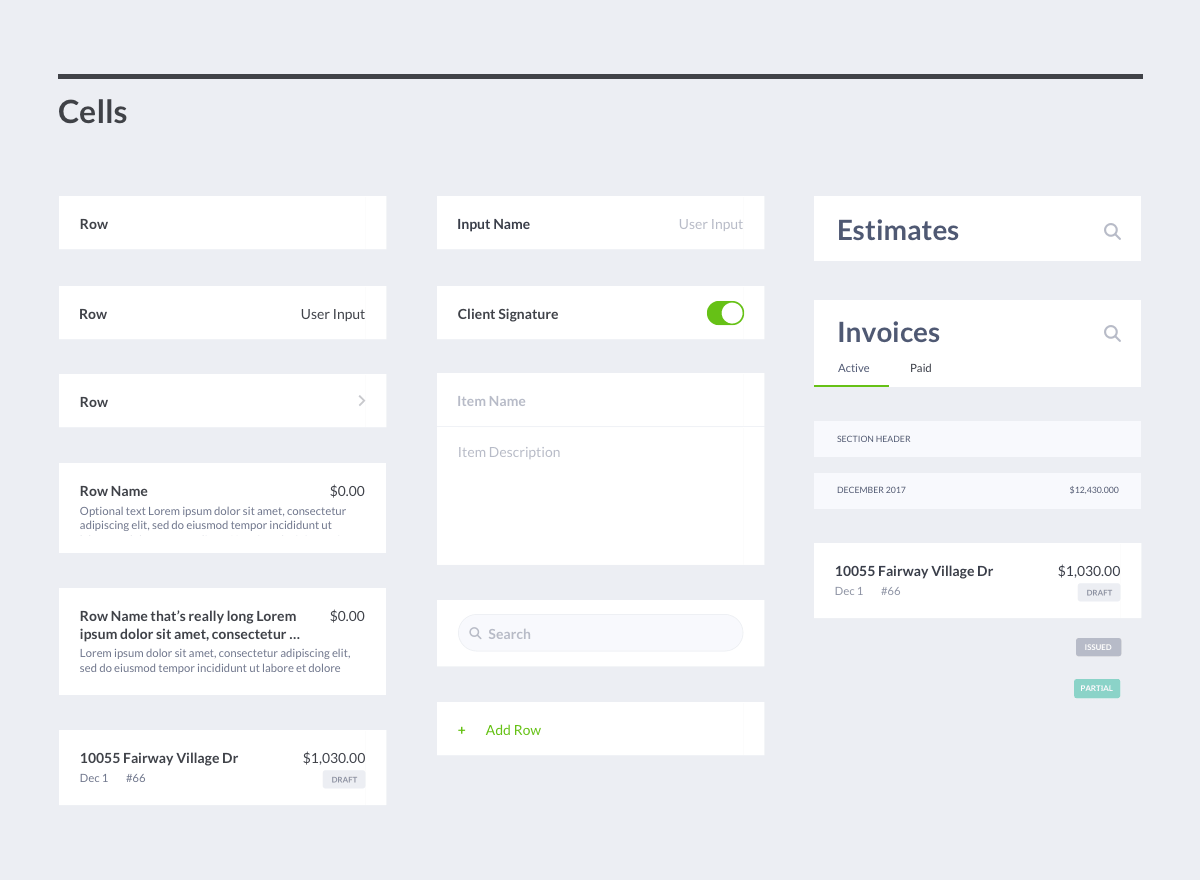 Cells
Row
Row User Input
Row
Row Name $0.00
Optional text Lorem ipsum dolor sit amet, consectetur
adipiscing elit, sed do eiusmod tempor incididunt ut
Row Name that’s really long Lorem $0.00
ipsum dolor sit amet, consectetur ...
Lorem ipsum dolor sit amet, consectetur adipiscing elit,
sed do eiusmod tempor incididunt ut labore et dolore
10055 Fairway Village Dr $1,030.00
Dec 1 #66 DRAFT
Input Name User Input
Client Signature
Item Name
Item Description
Search
+ Add Row
Estimates
Invoices
Active Paid
SECTION HEADER
DECEMBER 2017 $12,430.000
10055 Fairway Village Dr $1,030.00
Dec 1 #66 DRAFT
ISSUED
PARTIAL